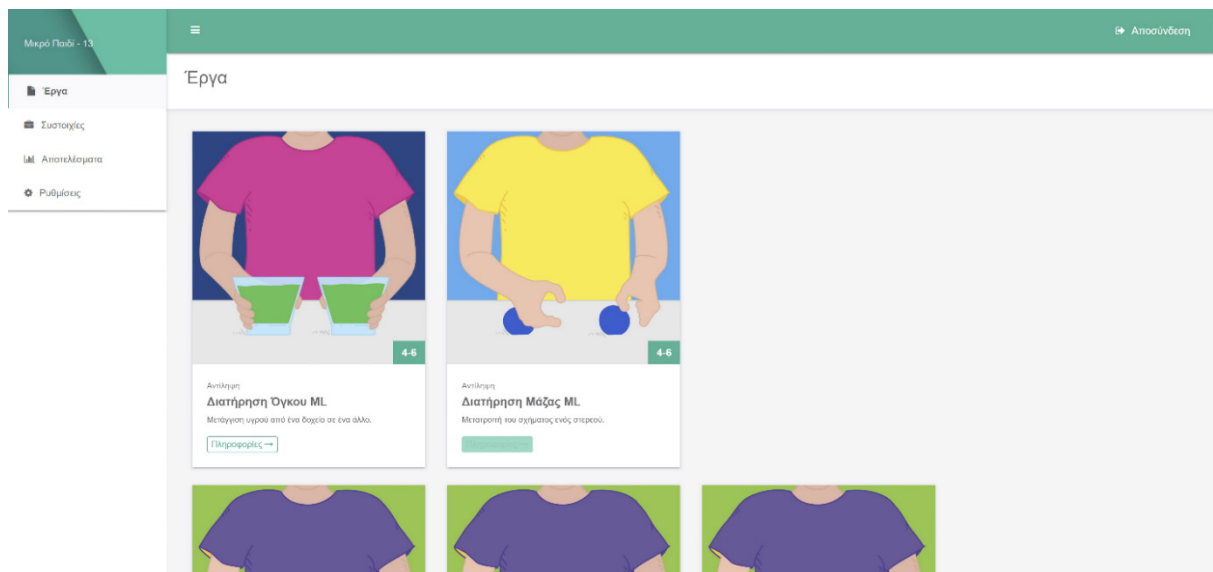 Μικρό Παιδί - 13
Αποσύνδεση
Έργα
Έργα
Συστοιχίες
Αποτελέσματα
Ρυθμίσεις
4-6
Αντίληψη
Διατήρηση Όγκου ML
Μετάγγιση υγρού από ένα δοχείο σε ένα άλλο.
Πληροφορίες →
4-6
Αντίληψη
Διατήρηση Μάζας ML
Μετατροπή του σχήματος ενός στερεού.
Πληροφορίες →